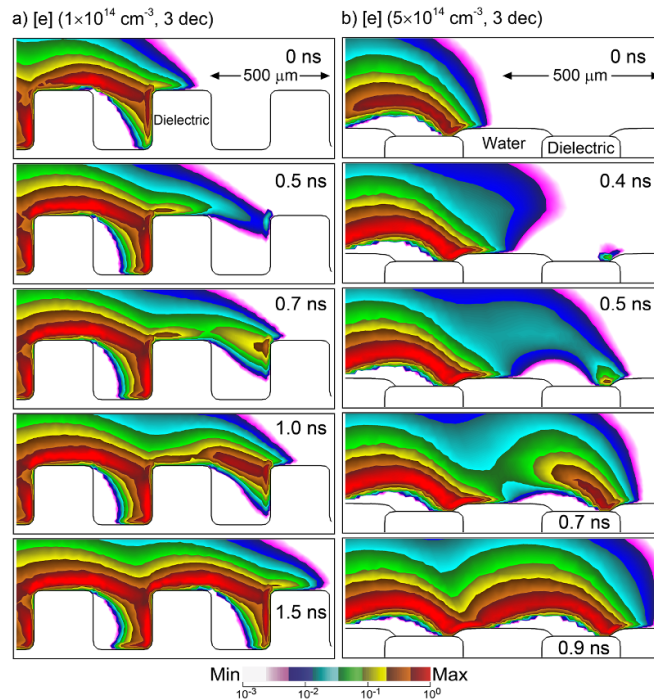 a) [e] (1×10¹⁴ cm⁻³, 3 dec)
0 ns
500 μm
Dielectric
0.5 ns
0.7 ns
1.0 ns
1.5 ns
b) [e] (5×10¹⁴ cm⁻³, 3 dec)
0 ns
500 μm
Water
Dielectric
0.4 ns
0.5 ns
0.7 ns
0.9 ns
Min Max
10⁻³ 10⁻² 10⁻¹ 10⁰